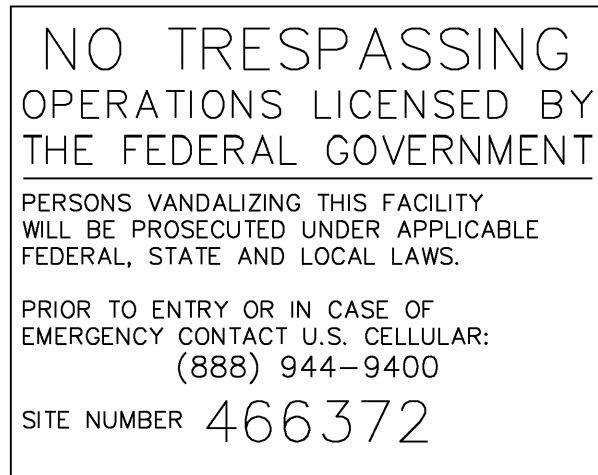 NO TRESPASSING
OPERATIONS LICENSED BY
THE FEDERAL GOVERNMENT
PERSONS VANDALIZING THIS FACILITY
WILL BE PROSECUTED UNDER APPLICABLE
FEDERAL, STATE AND LOCAL LAWS.
PRIOR TO ENTRY OR IN CASE OF
EMERGENCY CONTACT U.S. CELLULAR:
(888) 944-9400
SITE NUMBER 466372